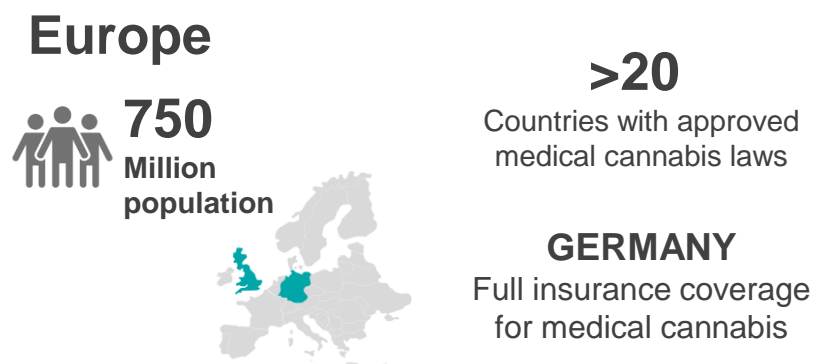 Europe
750
Million
population
>20
Countries with approved
medical cannabis laws
GERMANY
Full insurance coverage
for medical cannabis